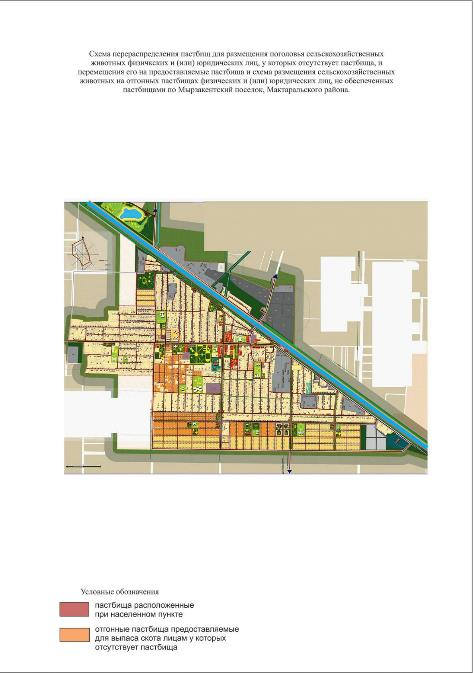 Схема перераспределения пастбищ для размещения поголовья сельскохозяйственных
животных физичкских и (или) юридических лиц, у которых отсутствует пастбища, и
перемещения его на предоставляемые пастбища и схема размещения сельскохозяйственных
животных на отгонных пастбищах физических и (или) юридических лиц, не обеспеченных
пастбищами по Мырзакентский поселок, Мактаральского района.
Условные обозначения
пастбища расположенные
при населенном пункте
отгонные пастбища предоставляемые
для выпаса скота лицам у которых
отсутствует пастбища